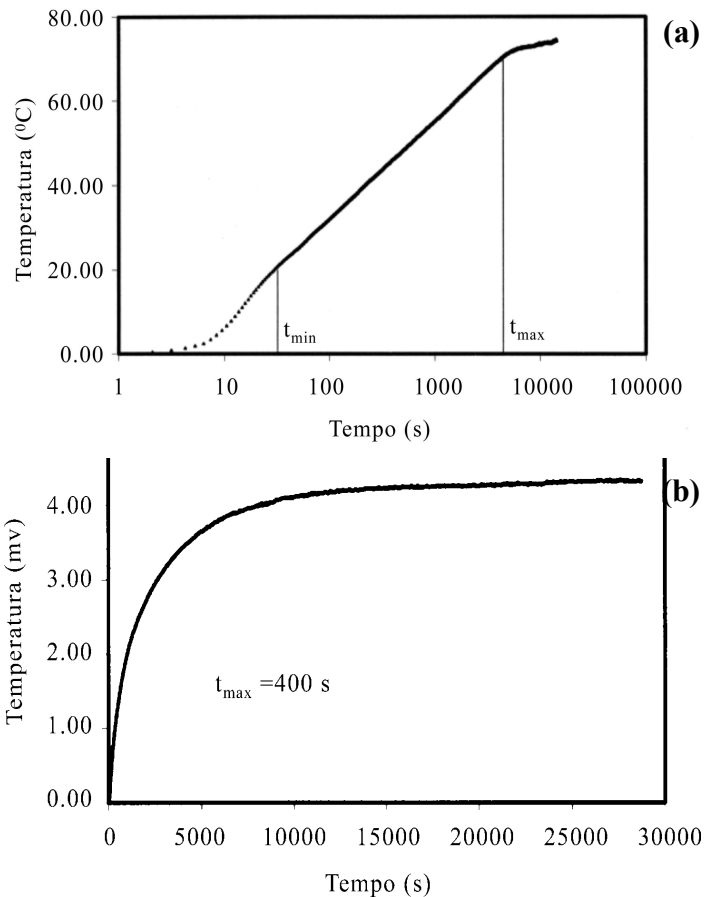 (a)
80.00
60.00
40.00
20.00
0.00
Temperatura (⁰C)
t_min
t_max
1 10 100 1000 10000 100000
Tempo (s)
(b)
4.00
3.00
2.00
1.00
0.00
Temperatura (mv)
t_max =400 s
0 5000 10000 15000 20000 25000 30000
Tempo (s)